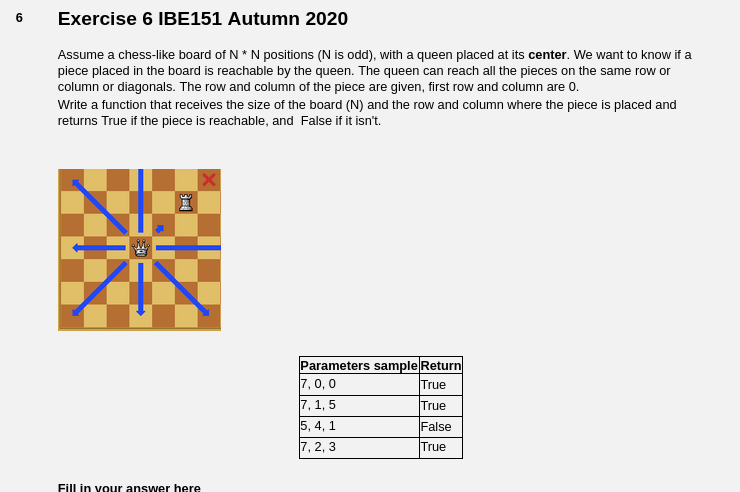 6
Exercise 6 IBE151 Autumn 2020
Assume a chess-like board of N * N positions (N is odd), with a queen placed at its center. We want to know if a
piece placed in the board is reachable by the queen. The queen can reach all the pieces on the same row or
column or diagonals. The row and column of the piece are given, first row and column are 0.
Write a function that receives the size of the board (N) and the row and column where the piece is placed and
returns True if the piece is reachable, and  False if it isn't.
Parameters sample Return
7, 0, 0 True
7, 1, 5 True
5, 4, 1 False
7, 2, 3 True
Fill in your answer here